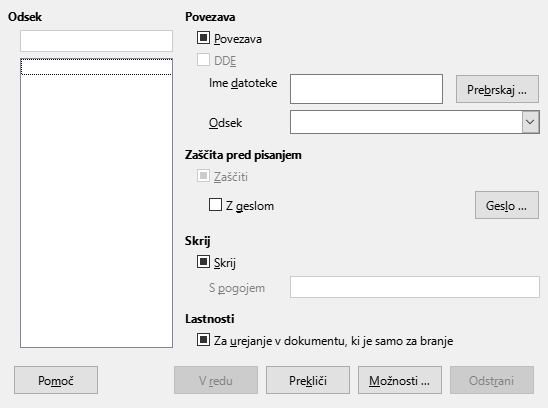 Odsek
Povezava
Povezava
DDE
Ime datoteke
Prebrskaj ...
Odsek
Zaščita pred pisanjem
Zaščiti
Z geslom
Geslo ...
Skrij
Skrij
S pogojem
Lastnosti
Za urejanje v dokumentu, ki je samo za branje
Pomoč
V redu
Prekliči
Možnosti ...
Odstrani